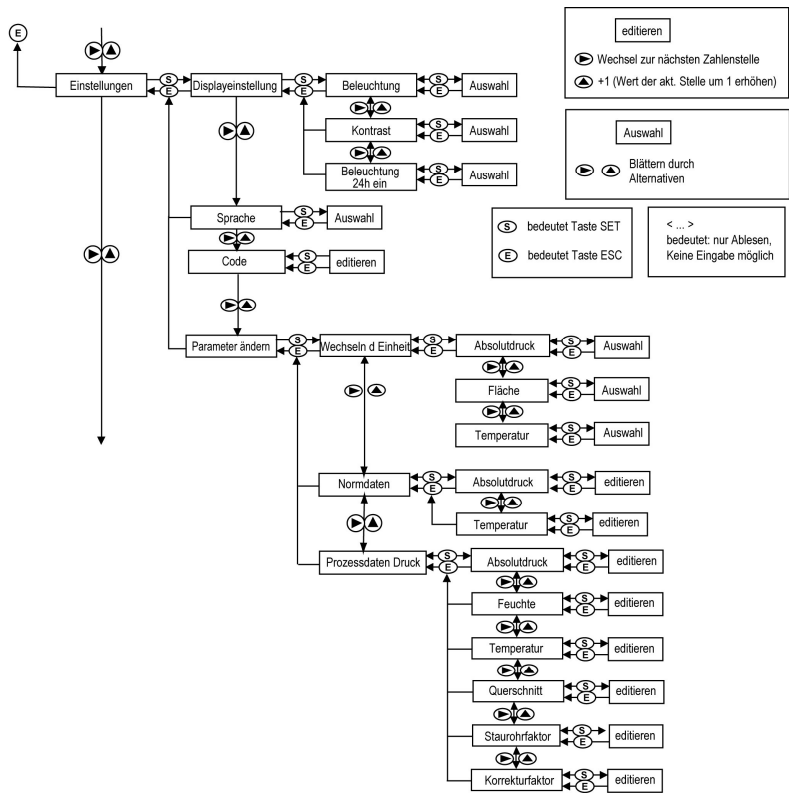 E
editieren
Wechsel zur nächsten Zahlenstelle
+1 (Wert der akt. Stelle um 1 erhöhen)
Einstellungen
S
E
Displayeinstellung
S
E
Beleuchtung
S
E
Auswahl
Kontrast
S
E
Auswahl
Auswahl
Blättern durch
Alternativen
Beleuchtung
24h ein
S
E
Auswahl
Sprache
S
E
Auswahl
S bedeutet Taste SET
E bedeutet Taste ESC
< ... >
bedeutet: nur Ablesen,
Keine Eingabe möglich
Code
S
E
editieren
Parameter ändern
S
E
Wechseln d Einheit
S
E
Absolutdruck
S
E
Auswahl
Fläche
S
E
Auswahl
Temperatur
S
E
Auswahl
Normdaten
S
E
Absolutdruck
S
E
editieren
Temperatur
S
E
editieren
Prozessdaten Druck
S
E
Absolutdruck
S
E
editieren
Feuchte
S
E
editieren
Temperatur
S
E
editieren
Querschnitt
S
E
editieren
Staurohrfaktor
S
E
editieren
Korrekturfaktor
S
E
editieren